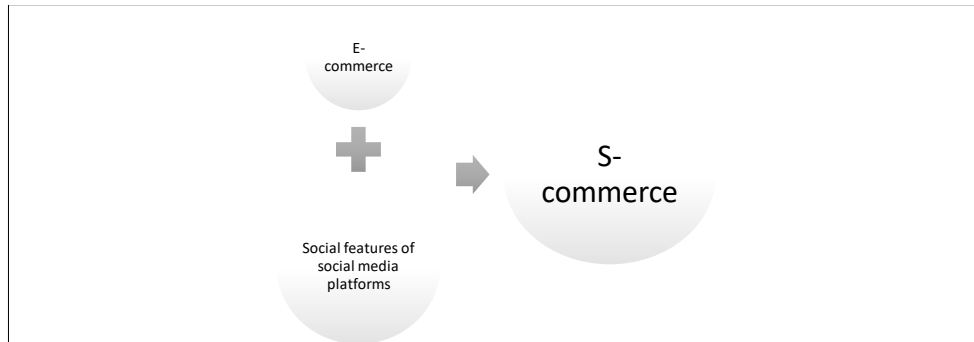 E-
commerce
Social features of
social media
platforms
S-
commerce